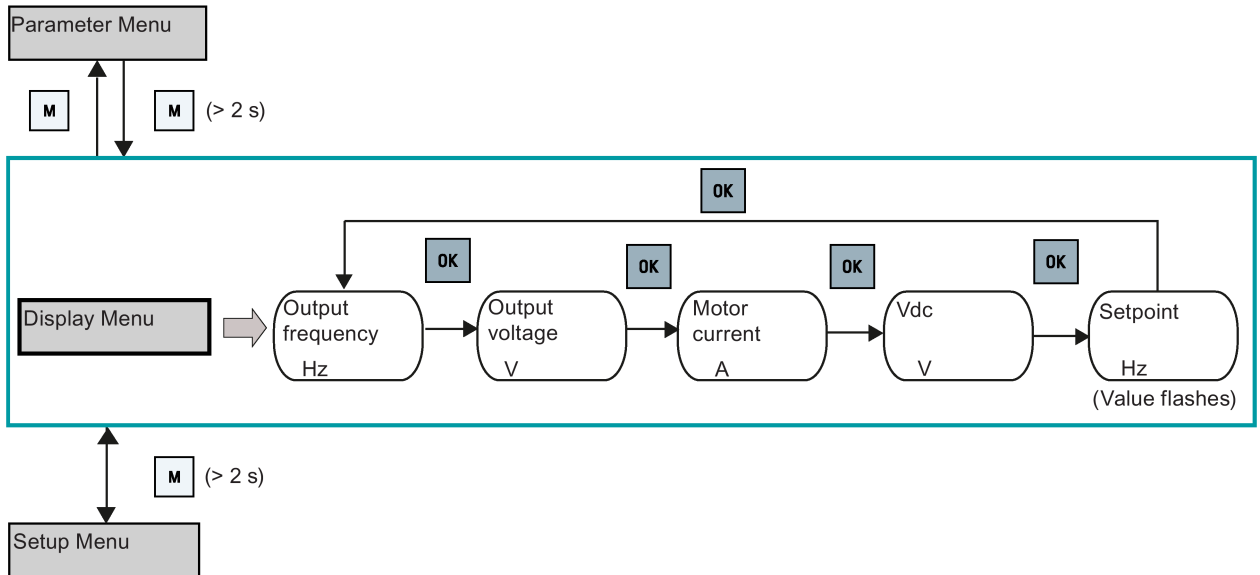 Parameter Menu
M
M (> 2 s)
OK
OK
OK
OK
OK
Display Menu
Output
frequency
Hz
Output
voltage
V
Motor
current
A
Vdc
V
Setpoint
Hz
(Value flashes)
M (> 2 s)
Setup Menu